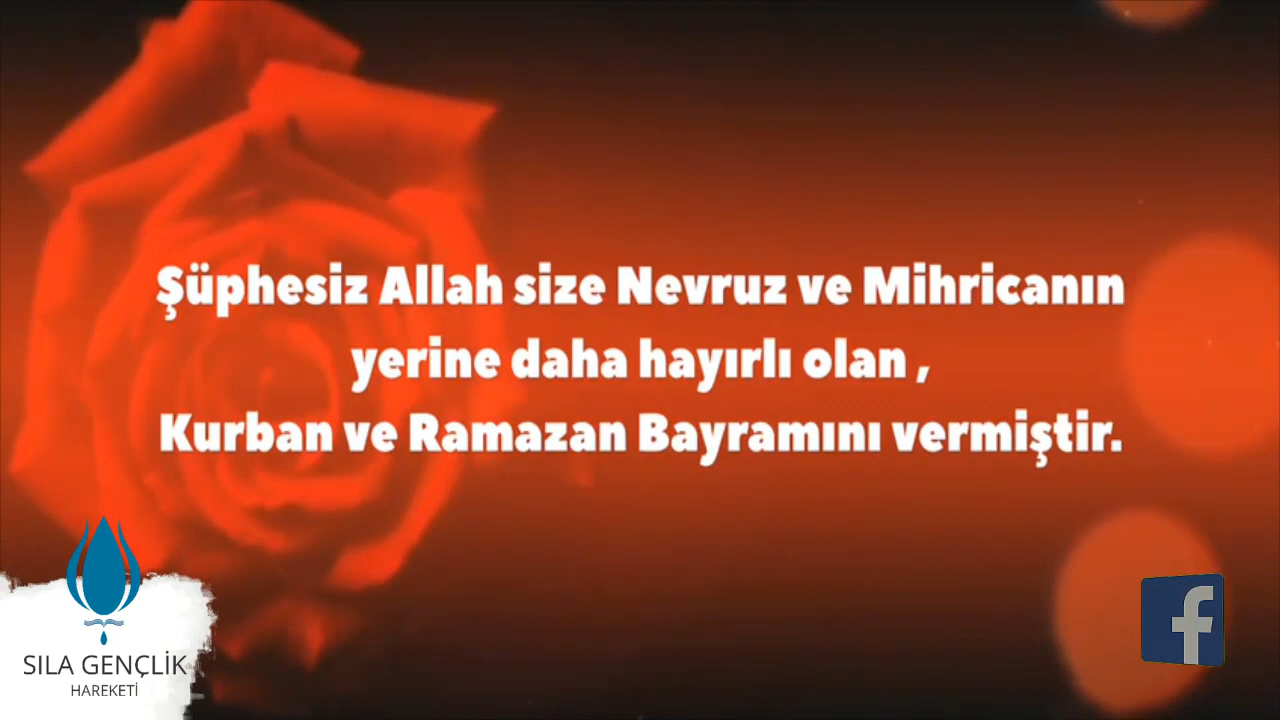 Şüphesiz Allah size Nevruz ve Mihricanın
yerine daha hayırlı olan ,
Kurban ve Ramazan Bayramını vermiştir.
SILA GENÇLİK
HAREKETİ
f